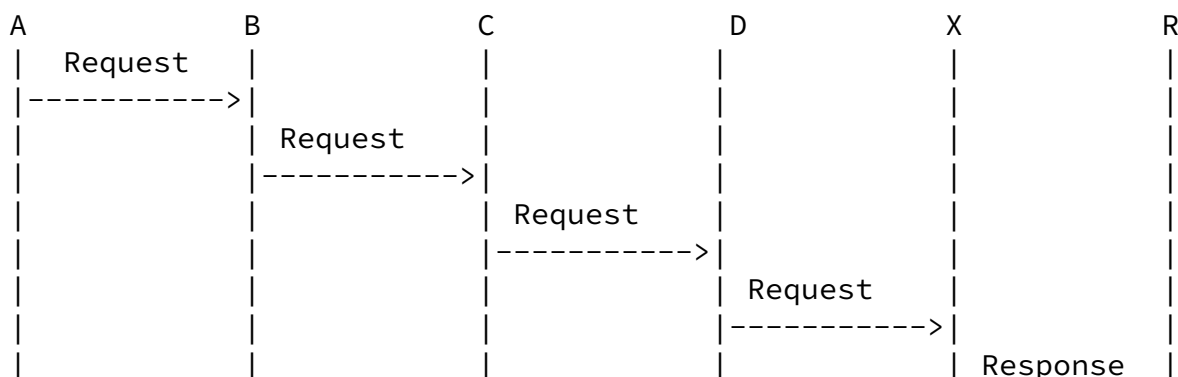 A B C D X R
Request
Request
Request
Request
Response